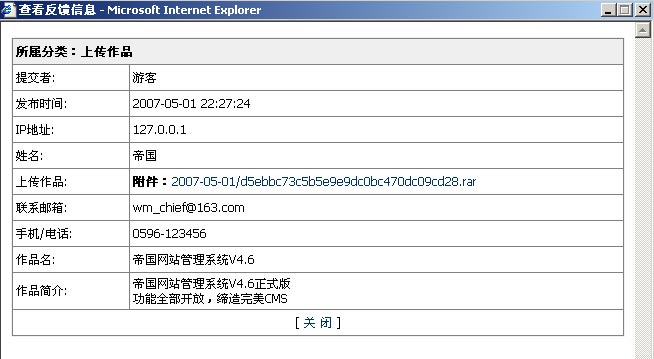 查看反馈信息 - Microsoft Internet Explorer
所属分类：上传作品
提交者: 游客
发布时间: 2007-05-01 22:27:24
IP地址: 127.0.0.1
姓名: 帝国
上传作品: 附件：2007-05-01/d5ebbc73c5b5e9e9dc0bc470dc09cd28.rar
联系邮箱: wm_chief@163.com
手机/电话: 0596-123456
作品名: 帝国网站管理系统V4.6
作品简介: 帝国网站管理系统V4.6正式版
功能全部开放，缔造完美CMS
[ 关 闭 ]